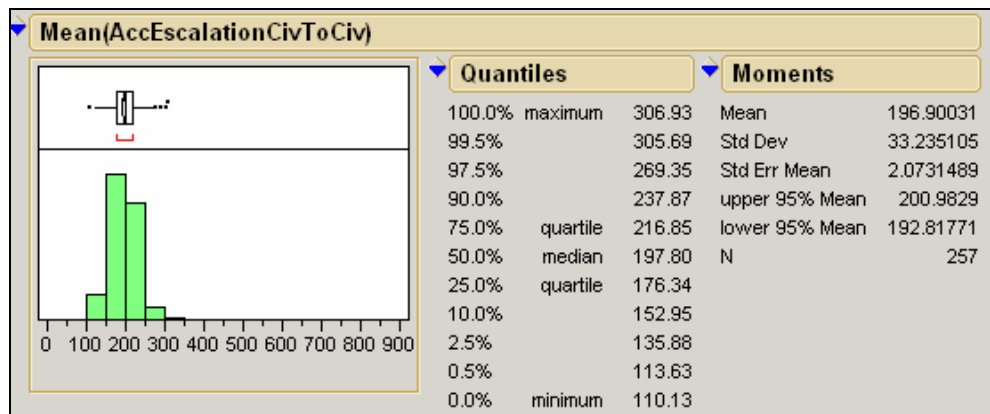 Mean(AccEscalationCivToCiv)
0 100 200 300 400 500 600 700 800 900
Quantiles
100.0% maximum 306.93
99.5% 305.69
97.5% 269.35
90.0% 237.87
75.0% quartile 216.85
50.0% median 197.80
25.0% quartile 176.34
10.0% 152.95
2.5% 135.88
0.5% 113.63
0.0% minimum 110.13
Moments
Mean 196.90031
Std Dev 33.235105
Std Err Mean 2.0731489
upper 95% Mean 200.9829
lower 95% Mean 192.81771
N 257